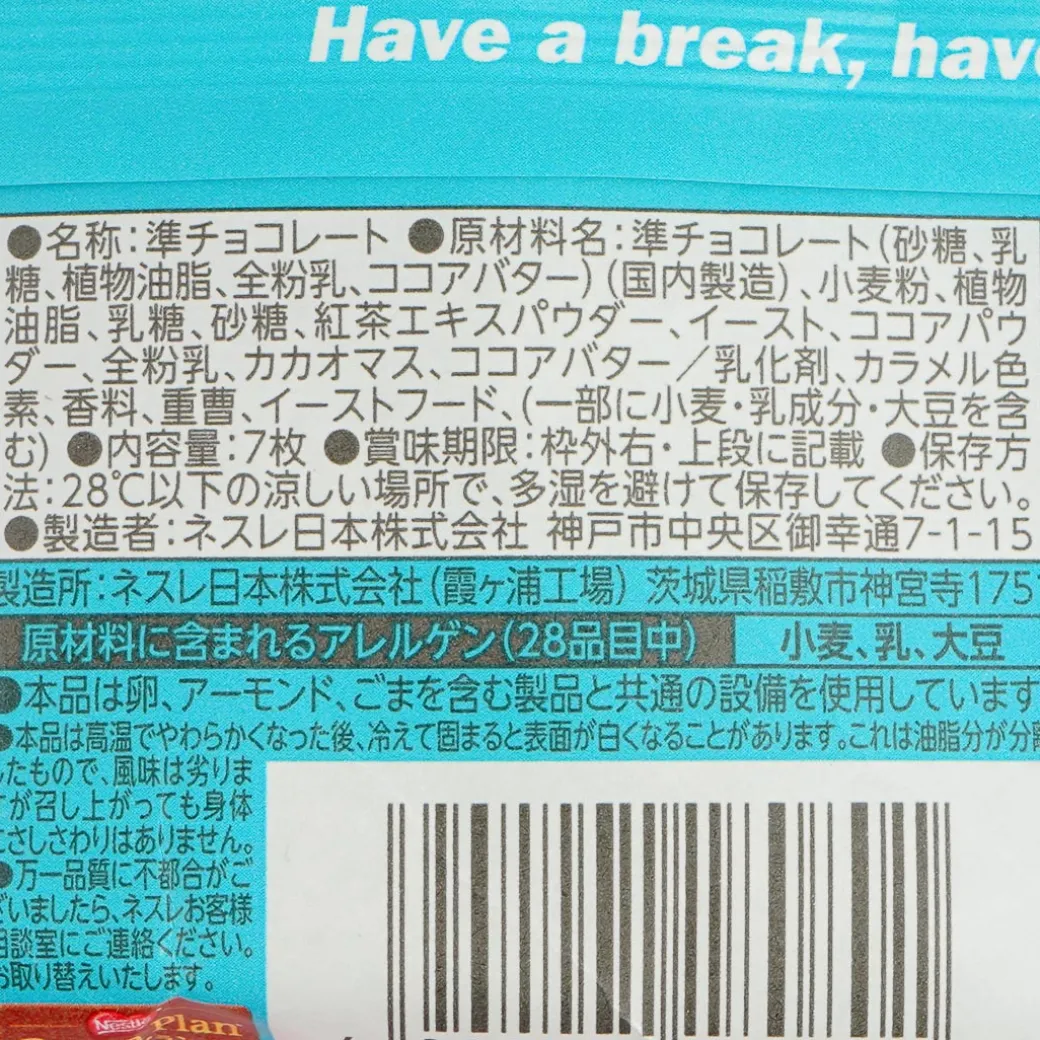 Have a break, have
●名称:準チョコレート ●原材料名:準チョコレート(砂糖、乳
糖、植物油脂、全粉乳、ココアバター)(国内製造)、小麦粉、植物
油脂、乳糖、砂糖、紅茶エキスパウダー、イースト、ココアパウ
ダー、全粉乳、カカオマス、ココアバター/乳化剤、カラメル色
素、香料、重曹、イーストフード、(一部に小麦・乳成分・大豆を含
む) ●内容量:7枚 ●賞味期限:枠外右・上段に記載 ●保存方
法:28℃以下の涼しい場所で、多湿を避けて保存してください。
●製造者:ネスレ日本株式会社 神戸市中央区御幸通7-1-15
製造所:ネスレ日本株式会社(霞ヶ浦工場) 茨城県稲敷市神宮寺175
原材料に含まれるアレルゲン(28品目中) 小麦、乳、大豆
●本品は卵、アーモンド、ごまを含む製品と共通の設備を使用しています
●本品は高温でやわらかくなった後、冷えて固まると表面が白くなることがあります。これは油脂分が分離
したもので、風味は劣りま
すが召し上がっても身体
にさしさわりはありません。
●万一品質に不都合がご
ざいましたら、ネスレお客様
相談室にご連絡ください。
お取り替えいたします。
Nestlé
Plan